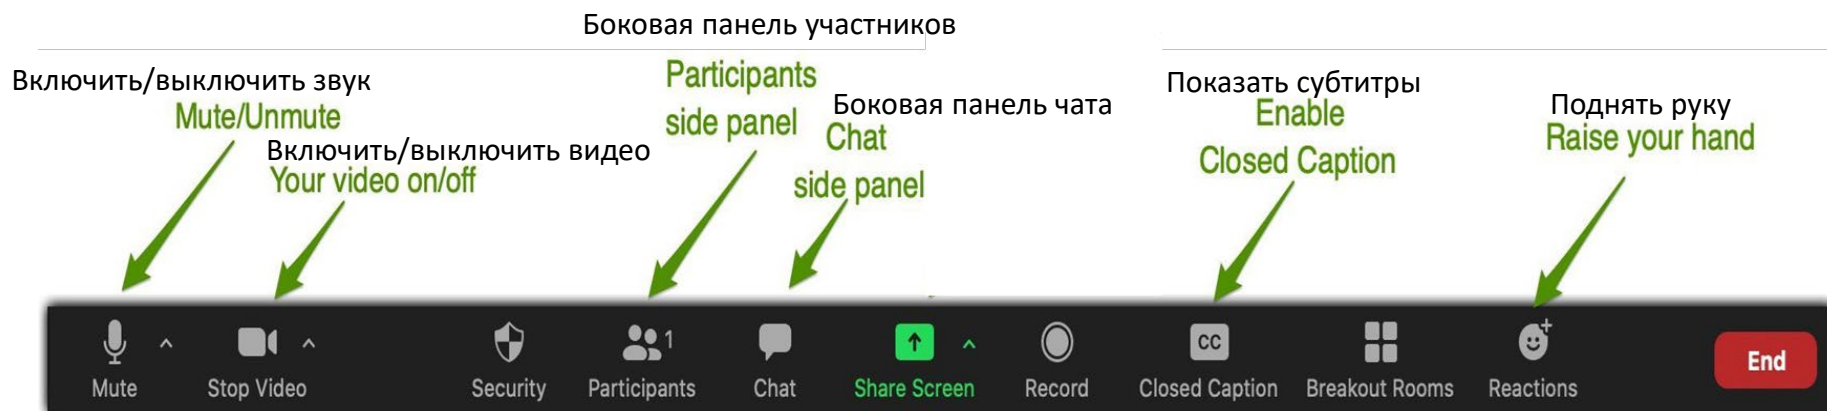 Боковая панель участников
Включить/выключить звук
Mute/Unmute
Включить/выключить видео
Your video on/off
Participants
side panel
Боковая панель чата
Chat
side panel
Показать субтитры
Enable
Closed Caption
Поднять руку
Raise your hand
1
CC
Mute
Stop Video
Security
Participants
Chat
Share Screen
Record
Closed Caption
Breakout Rooms
Reactions
End